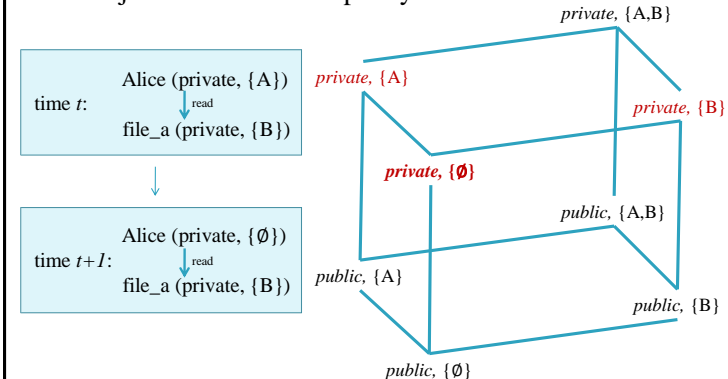 private, {A,B}
Alice (private, {A})
time t:
read
file_a (private, {B})
private, {A}
private, {B}
private, {∅}
Alice (private, {∅})
time t+1:
read
file_a (private, {B})
public, {A,B}
public, {A}
public, {B}
public, {∅}